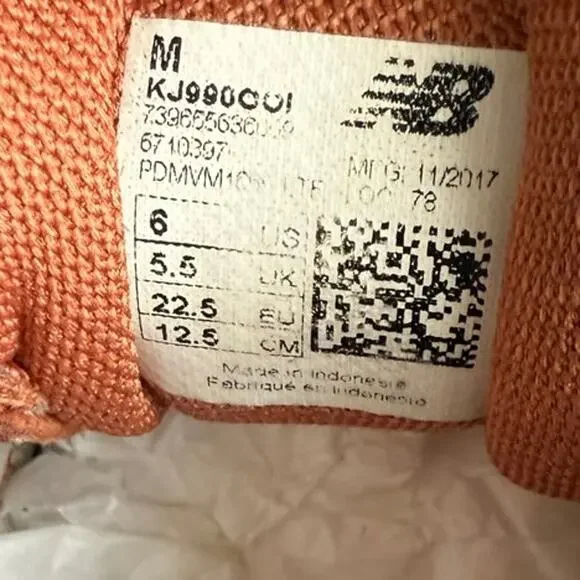 M
KJ990COI
6710397
MFG: 11/2017
78
6 US
5.5 UK
22.5 EU
12.5 CM
Made in Indonesia
Fabriqué en Indonesie